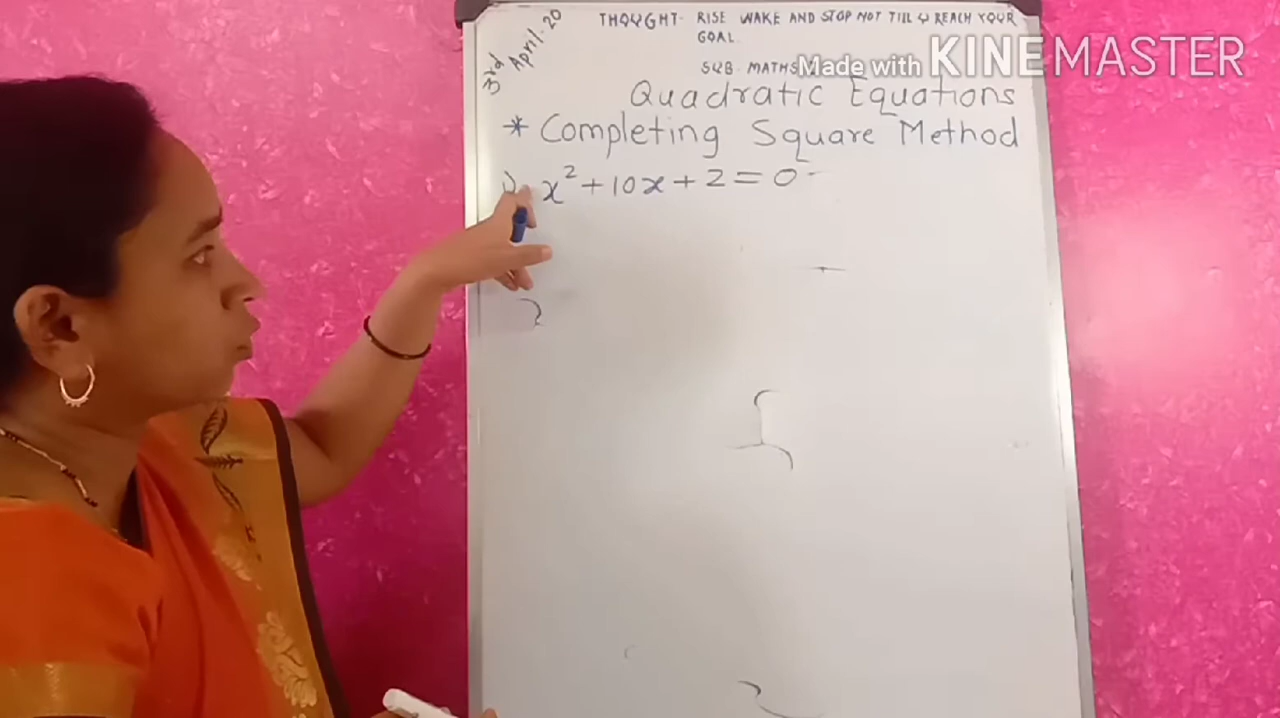 3rd April-20
THOUGHT- RISE WAKE AND STOP NOT TILL U REACH YOUR
GOAL.
SUB- MATHS
Made with KINEMASTER
Quadratic Equations
* Completing Square Method
x²+10x+2=0